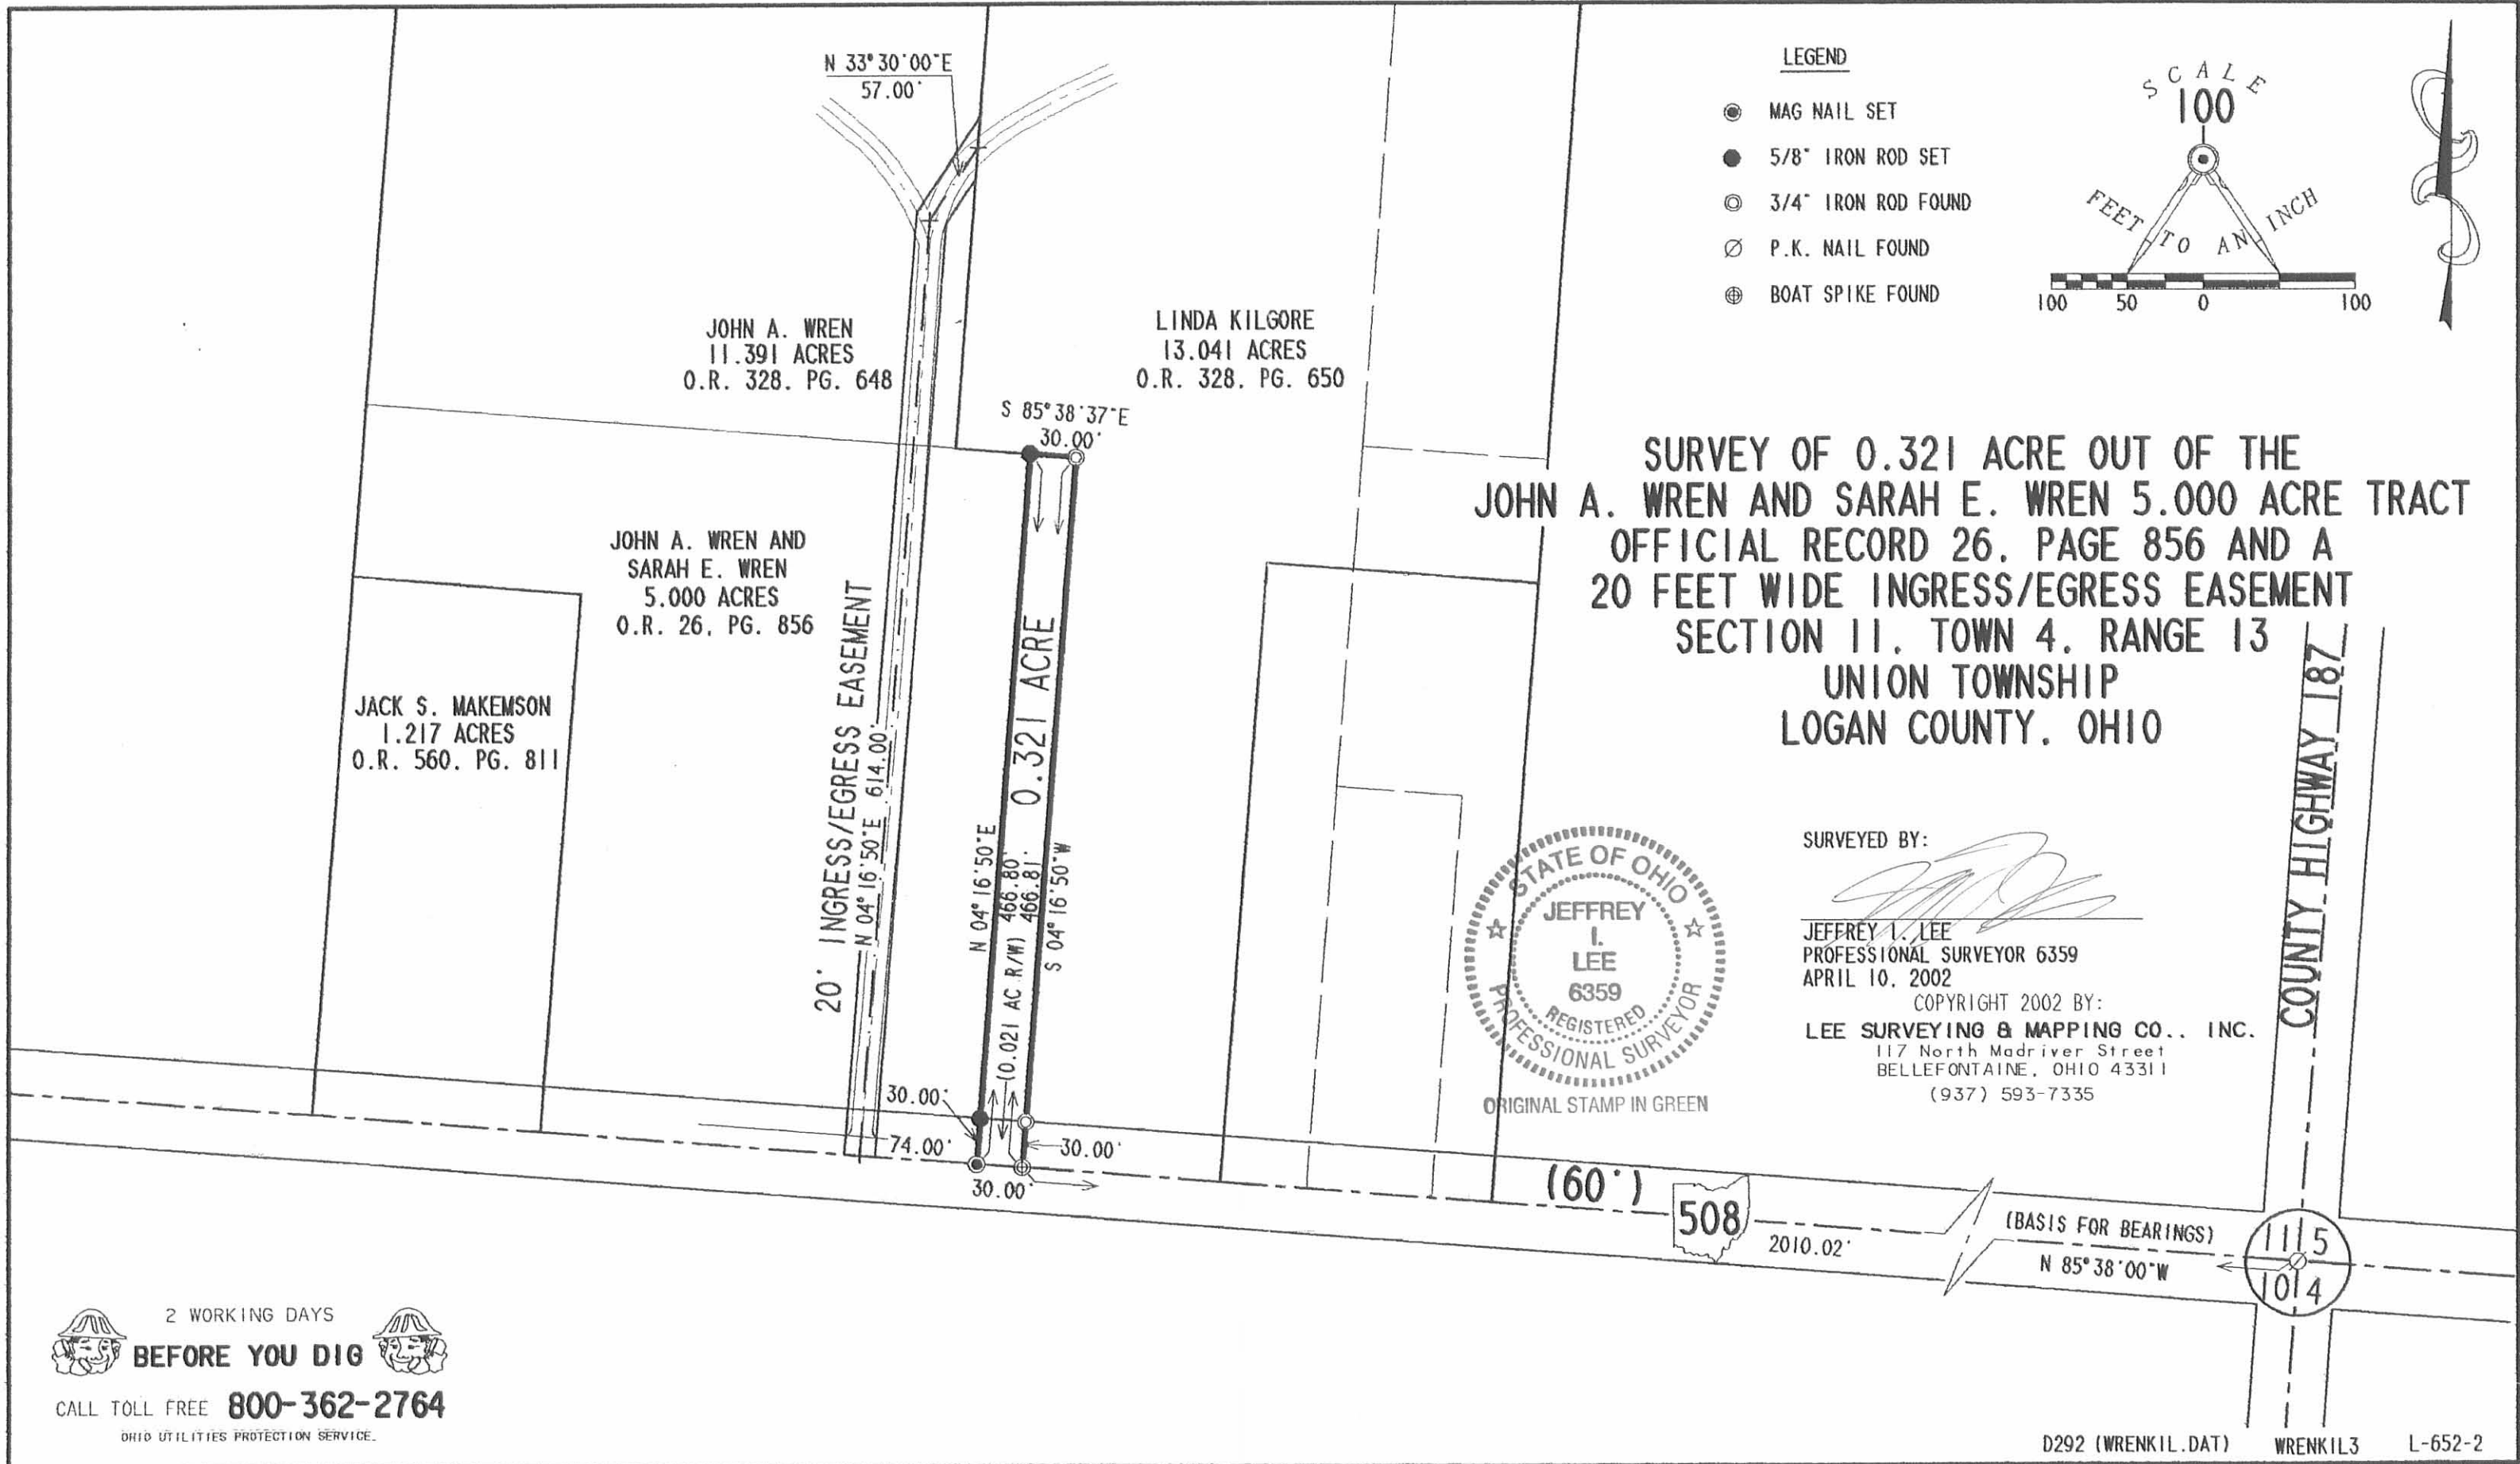 N 33°30'00"E
57.00'
LEGEND
MAG NAIL SET
5/8" IRON ROD SET
3/4" IRON ROD FOUND
P.K. NAIL FOUND
BOAT SPIKE FOUND
SCALE
100
FEET TO AN INCH
100 50 0 100
JOHN A. WREN
11.391 ACRES
O.R. 328. PG. 648
LINDA KILGORE
13.041 ACRES
O.R. 328. PG. 650
S 85°38'37"E
30.00'
SURVEY OF 0.321 ACRE OUT OF THE
JOHN A. WREN AND SARAH E. WREN 5.000 ACRE TRACT
OFFICIAL RECORD 26. PAGE 856 AND A
20 FEET WIDE INGRESS/EGRESS EASEMENT
SECTION 11. TOWN 4. RANGE 13
UNION TOWNSHIP
LOGAN COUNTY. OHIO
JOHN A. WREN AND
SARAH E. WREN
5.000 ACRES
O.R. 26, PG. 856
JACK S. MAKEMSON
1.217 ACRES
O.R. 560. PG. 811
20' INGRESS/EGRESS EASEMENT
N 04°16'50"E 614.00'
N 04°16'50"E
466.80'
0.321 ACRE
(0.021 AC R/W) 466.81'
S 04°16'50"W
30.00'
74.00'
30.00'
30.00'
STATE OF OHIO
JEFFREY
I.
LEE
6359
REGISTERED
PROFESSIONAL SURVEYOR
ORIGINAL STAMP IN GREEN
SURVEYED BY:
JEFFREY I. LEE
PROFESSIONAL SURVEYOR 6359
APRIL 10. 2002
COPYRIGHT 2002 BY:
LEE SURVEYING & MAPPING CO.. INC.
117 North Madriver Street
BELLEFONTAINE, OHIO 43311
(937) 593-7335
COUNTY HIGHWAY 187
(60')
508
2010.02'
(BASIS FOR BEARINGS)
N 85°38'00"W
11 5
10 4
2 WORKING DAYS
BEFORE YOU DIG
CALL TOLL FREE 800-362-2764
OHIO UTILITIES PROTECTION SERVICE.
D292 (WRENKIL.DAT) WRENKIL3 L-652-2